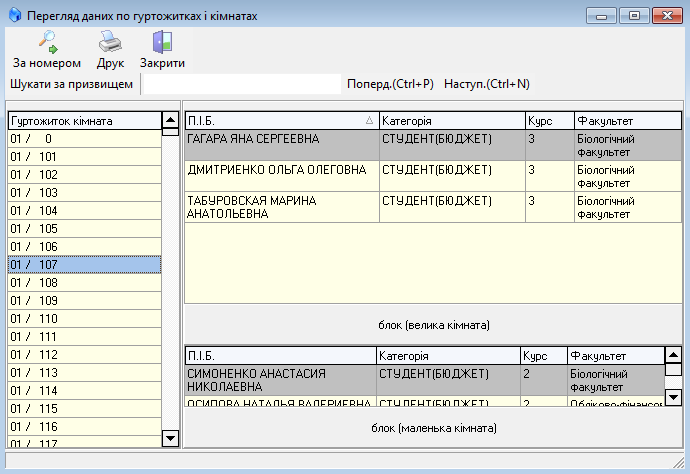 Перегляд даних по гуртожитках і кімнатах
За номером Друк Закрити
Шукати за призвищем Поперд.(Ctrl+P) Наступ.(Ctrl+N)
Гуртожиток кімната
01 / 0
01 / 101
01 / 102
01 / 103
01 / 104
01 / 105
01 / 106
01 / 107
01 / 108
01 / 109
01 / 110
01 / 111
01 / 112
01 / 113
01 / 114
01 / 115
01 / 116
01 / 117
П.І.Б. Категорія Курс Факультет
ГАГАРА ЯНА СЕРГЕЕВНА СТУДЕНТ(БЮДЖЕТ) 3 Біологічний
факультет
ДМИТРИЕНКО ОЛЬГА ОЛЕГОВНА СТУДЕНТ(БЮДЖЕТ) 3 Біологічний
факультет
ТАБУРОВСКАЯ МАРИНА СТУДЕНТ(БЮДЖЕТ) 3 Біологічний
АНАТОЛЬЕВНА факультет
блок (велика кімната)
П.І.Б. Категорія Курс Факультет
СИМОНЕНКО АНАСТАСИЯ СТУДЕНТ(БЮДЖЕТ) 2 Біологічний
НИКОЛАЕВНА факультет
ОСИПОВА НАТАЛЬЯ ВАЛЕРИЕВНА СТУДЕНТ(БЮДЖЕТ) 2 Обліково-фінансов
блок (маленька кімната)